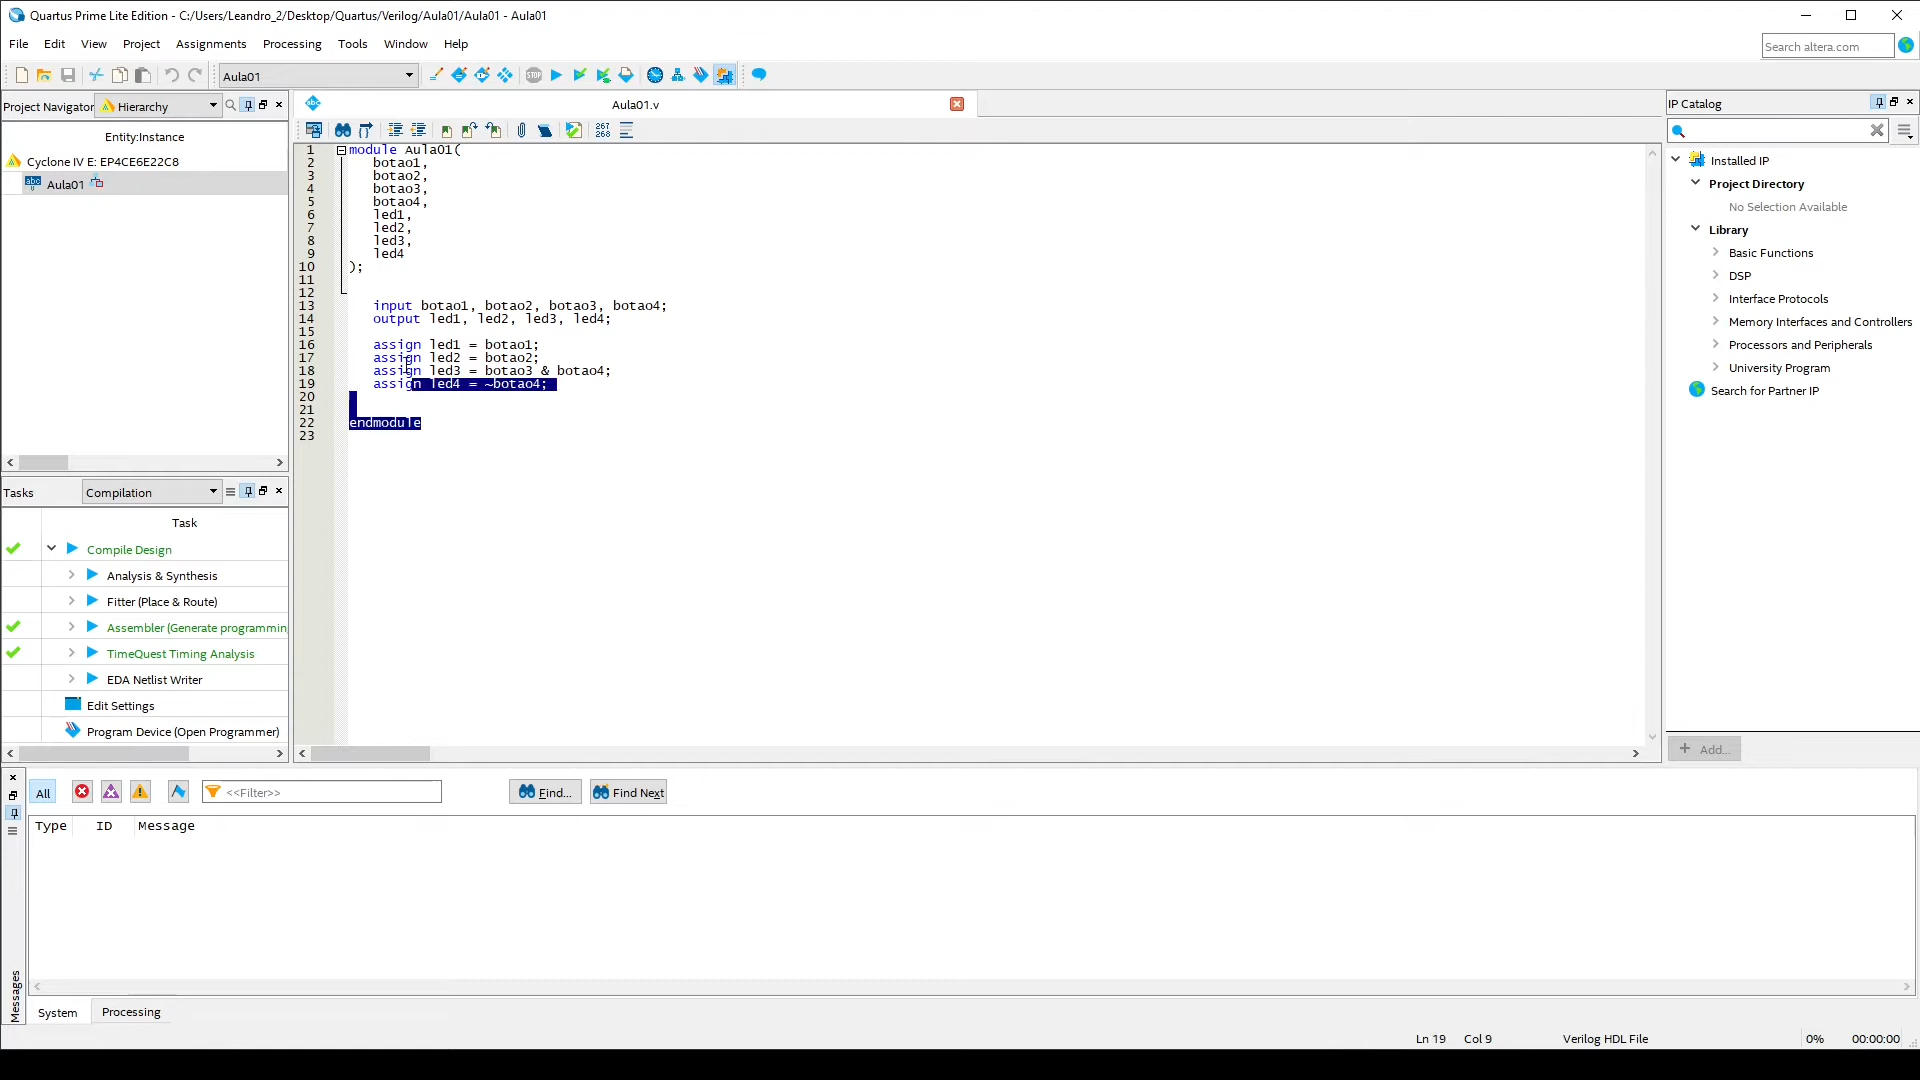 Quartus Prime Lite Edition - C:/Users/Leandro_2/Desktop/Quartus/Verilog/Aula01/Aula01 - Aula01
File Edit View Project Assignments Processing Tools Window Help
Search altera.com
Aula01
STOP
Project Navigator Hierarchy
Entity:Instance
Cyclone IV E: EP4CE6E22C8
abc Aula01
Tasks Compilation
Task
Compile Design
Analysis & Synthesis
Fitter (Place & Route)
Assembler (Generate programmin
TimeQuest Timing Analysis
EDA Netlist Writer
Edit Settings
Program Device (Open Programmer)
abc Aula01.v
267
268
1 module Aula01(
2 botao1,
3 botao2,
4 botao3,
5 botao4,
6 led1,
7 led2,
8 led3,
9 led4
10 );
11
12
13 input botao1, botao2, botao3, botao4;
14 output led1, led2, led3, led4;
15
16 assign led1 = botao1;
17 assign led2 = botao2;
18 assign led3 = botao3 & botao4;
19 assign led4 = ~botao4;
20
21
22 endmodule
23
IP Catalog
Installed IP
Project Directory
No Selection Available
Library
Basic Functions
DSP
Interface Protocols
Memory Interfaces and Controllers
Processors and Peripherals
University Program
Search for Partner IP
+ Add...
All <<Filter>> Find... Find Next
Type ID Message
Messages
System Processing
Ln 19 Col 9 Verilog HDL File 0% 00:00:00